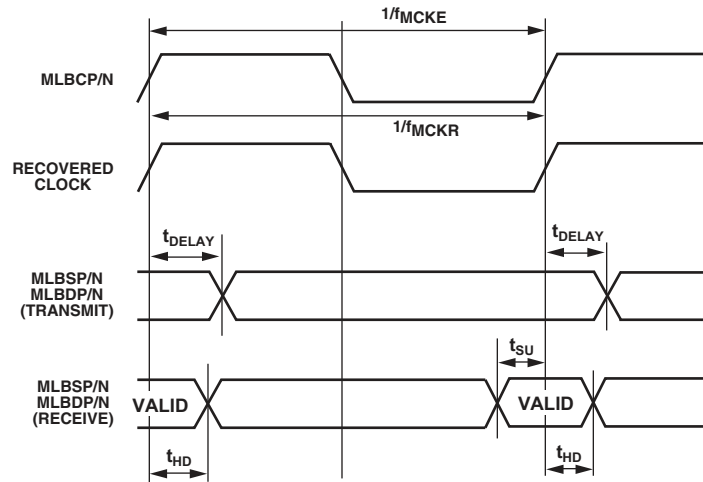 1/fMCKE
MLBCP/N
1/fMCKR
RECOVERED
CLOCK
tDELAY
tDELAY
MLBSP/N
MLBDP/N
(TRANSMIT)
tSU
MLBSP/N
MLBDP/N
(RECEIVE)
VALID
VALID
tHD
tHD